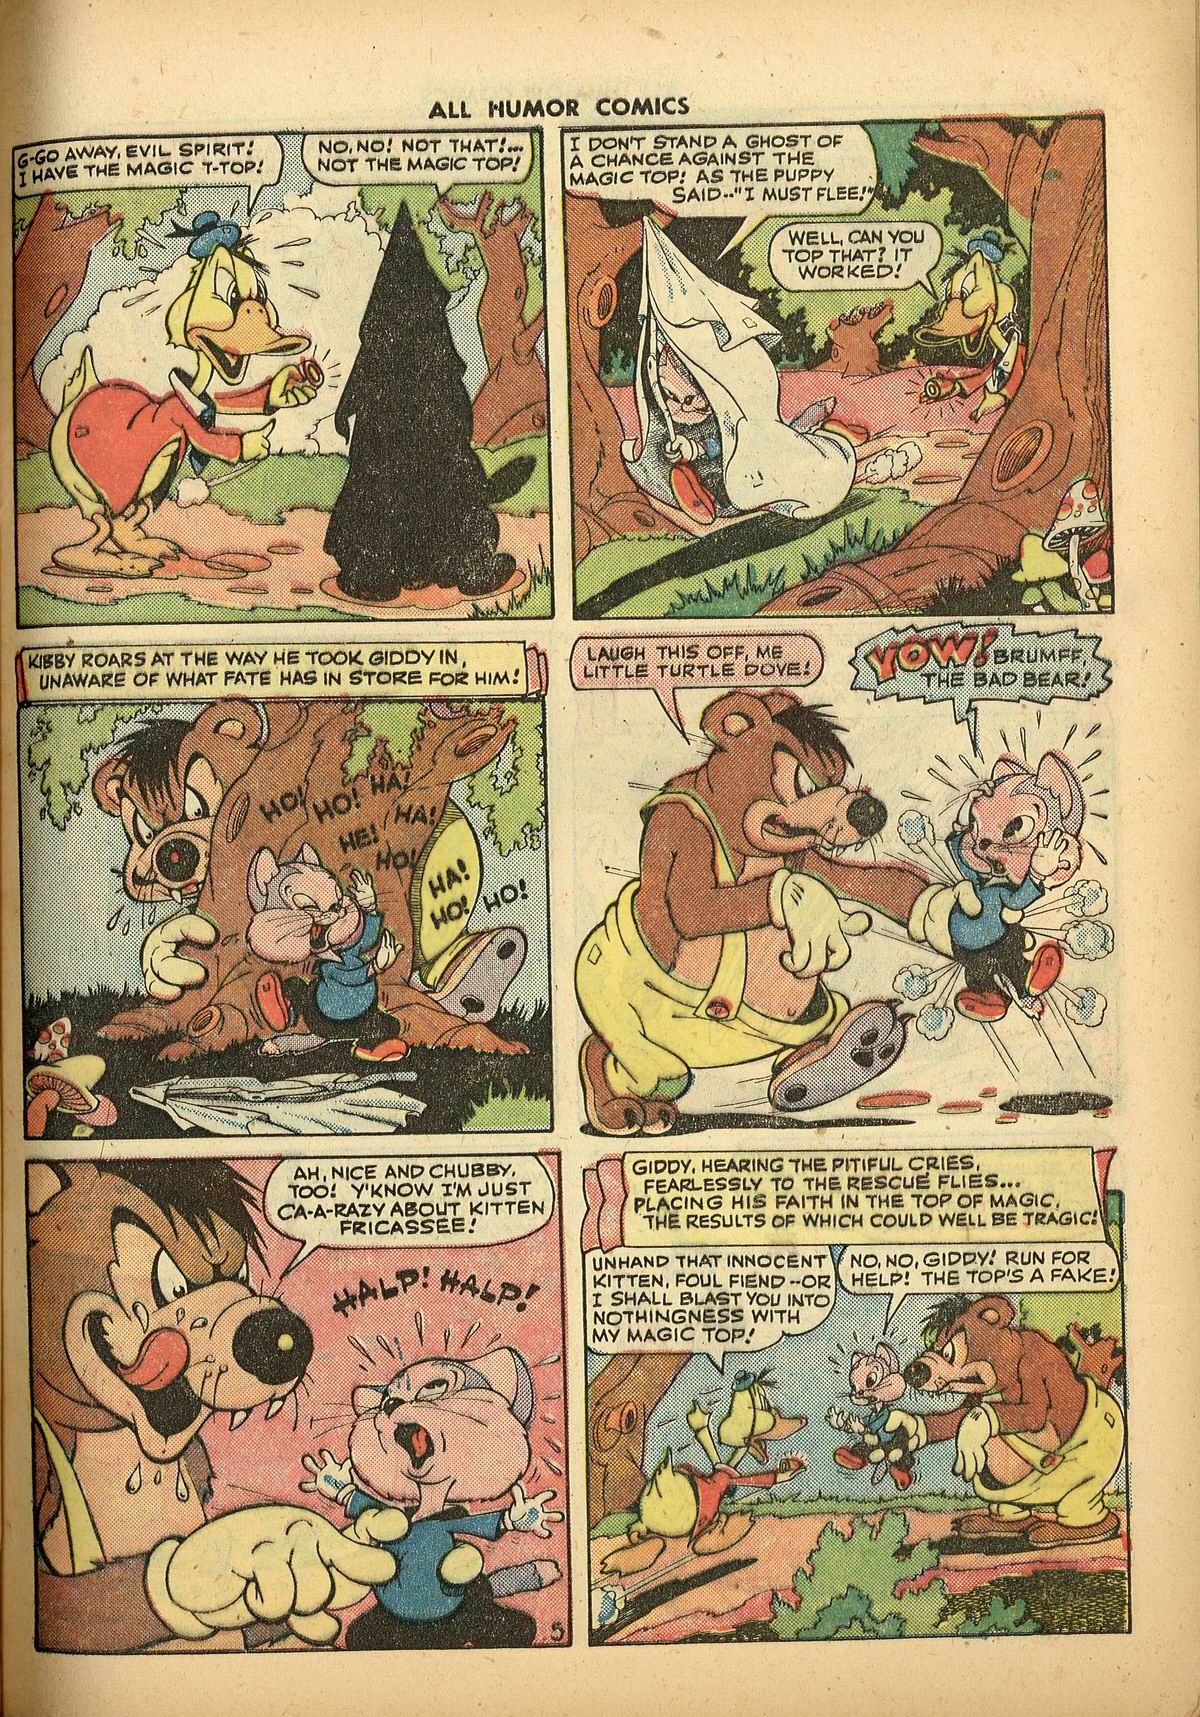 ALL HUMOR COMICS
G-GO AWAY, EVIL SPIRIT!
I HAVE THE MAGIC T-TOP!
NO, NO! NOT THAT!...
NOT THE MAGIC TOP!
I DON'T STAND A GHOST OF
A CHANCE AGAINST THE
MAGIC TOP! AS THE PUPPY
SAID--"I MUST FLEE!"
WELL, CAN YOU
TOP THAT? IT
WORKED!
KIBBY ROARS AT THE WAY HE TOOK GIDDY IN,
UNAWARE OF WHAT FATE HAS IN STORE FOR HIM!
HO! HO! HA!
HA!
HE!
HO!
HA!
HO! HO!
LAUGH THIS OFF, ME
LITTLE TURTLE DOVE!
YOW! BRUMFF,
THE BAD BEAR!
AH, NICE AND CHUBBY,
TOO! Y'KNOW I'M JUST
CA-A-RAZY ABOUT KITTEN
FRICASSEE!
HALP! HALP!
5
GIDDY, HEARING THE PITIFUL CRIES,
FEARLESSLY TO THE RESCUE FLIES...
PLACING HIS FAITH IN THE TOP OF MAGIC,
THE RESULTS OF WHICH COULD WELL BE TRAGIC!
UNHAND THAT INNOCENT
KITTEN, FOUL FIEND--OR
I SHALL BLAST YOU INTO
NOTHINGNESS WITH
MY MAGIC TOP!
NO, NO, GIDDY! RUN FOR
HELP! THE TOP'S A FAKE!